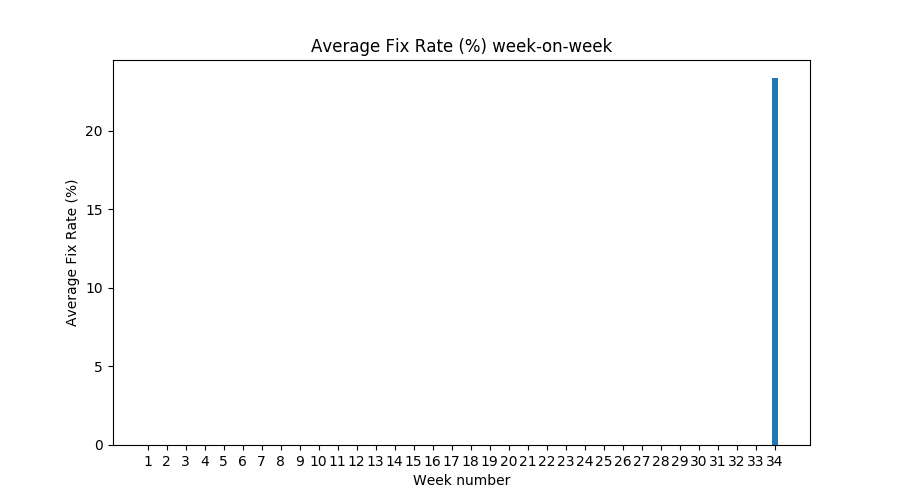 Average Fix Rate (%) week-on-week
Average Fix Rate (%)
20
15
10
5
0
1 2 3 4 5 6 7 8 9 10 11 12 13 14 15 16 17 18 19 20 21 22 23 24 25 26 27 28 29 30 31 32 33 34
Week number